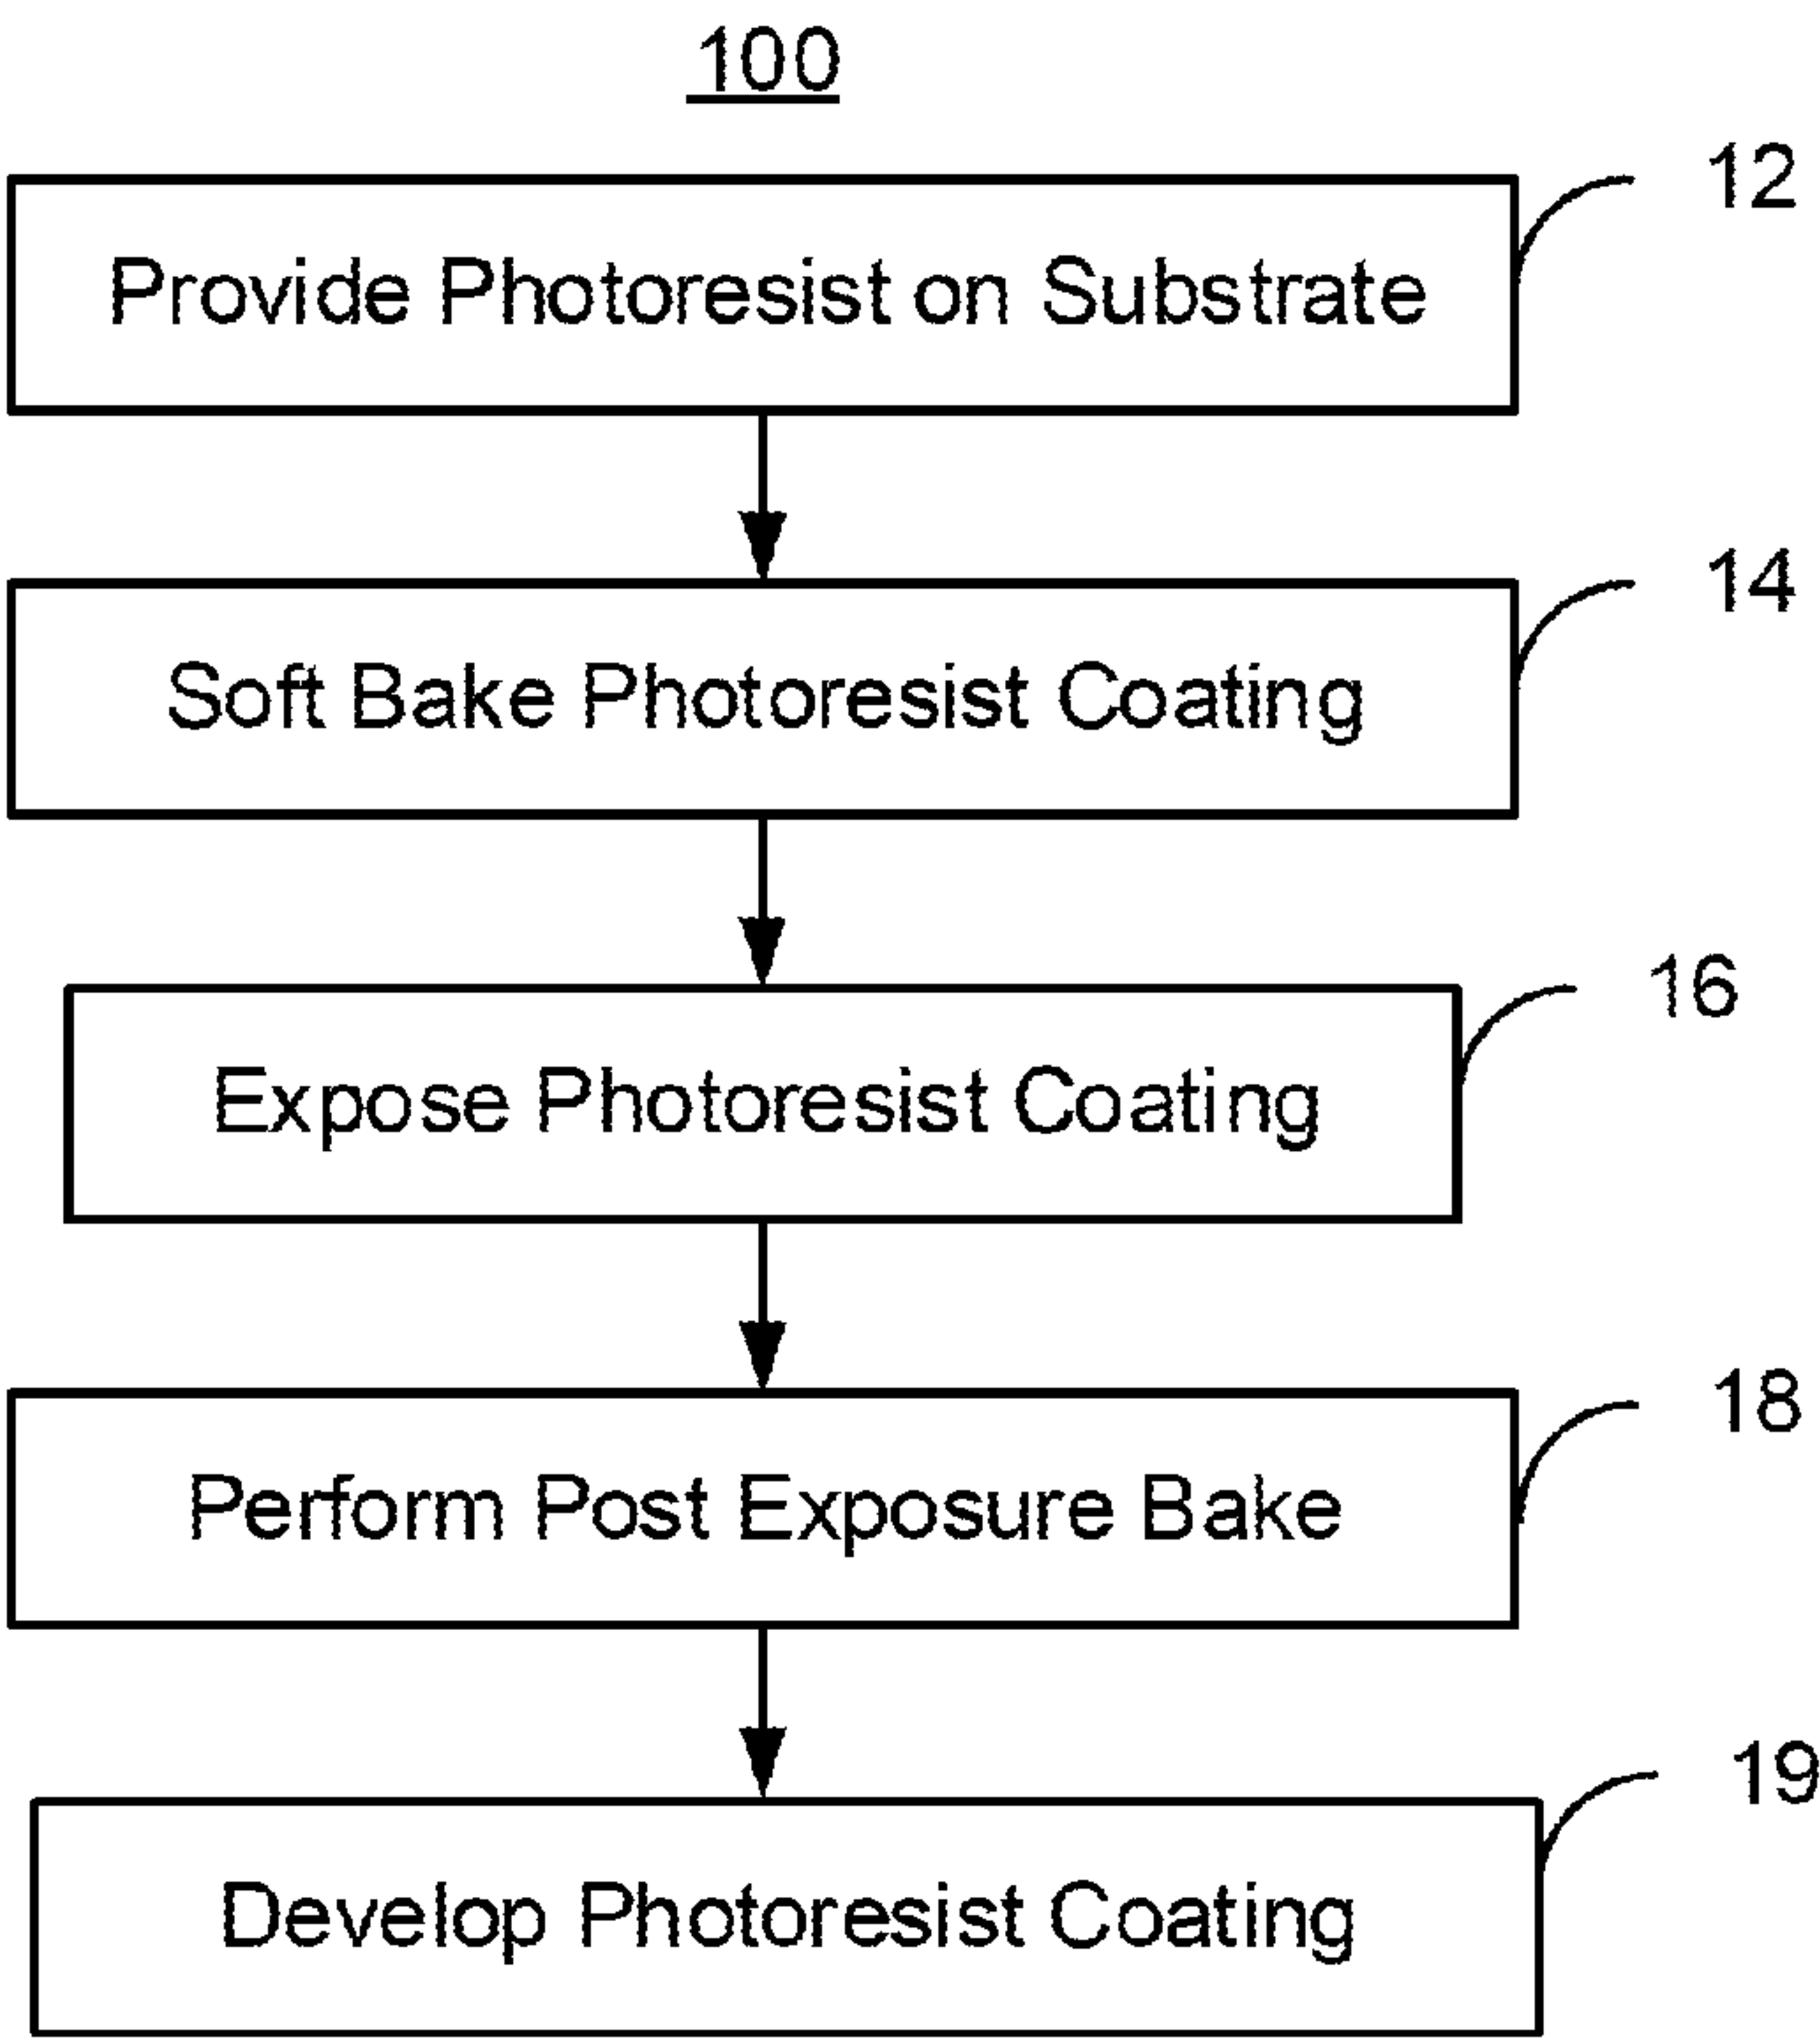 100
12
Provide Photoresist on Substrate
14
Soft Bake Photoresist Coating
16
Expose Photoresist Coating
18
Perform Post Exposure Bake
19
Develop Photoresist Coating